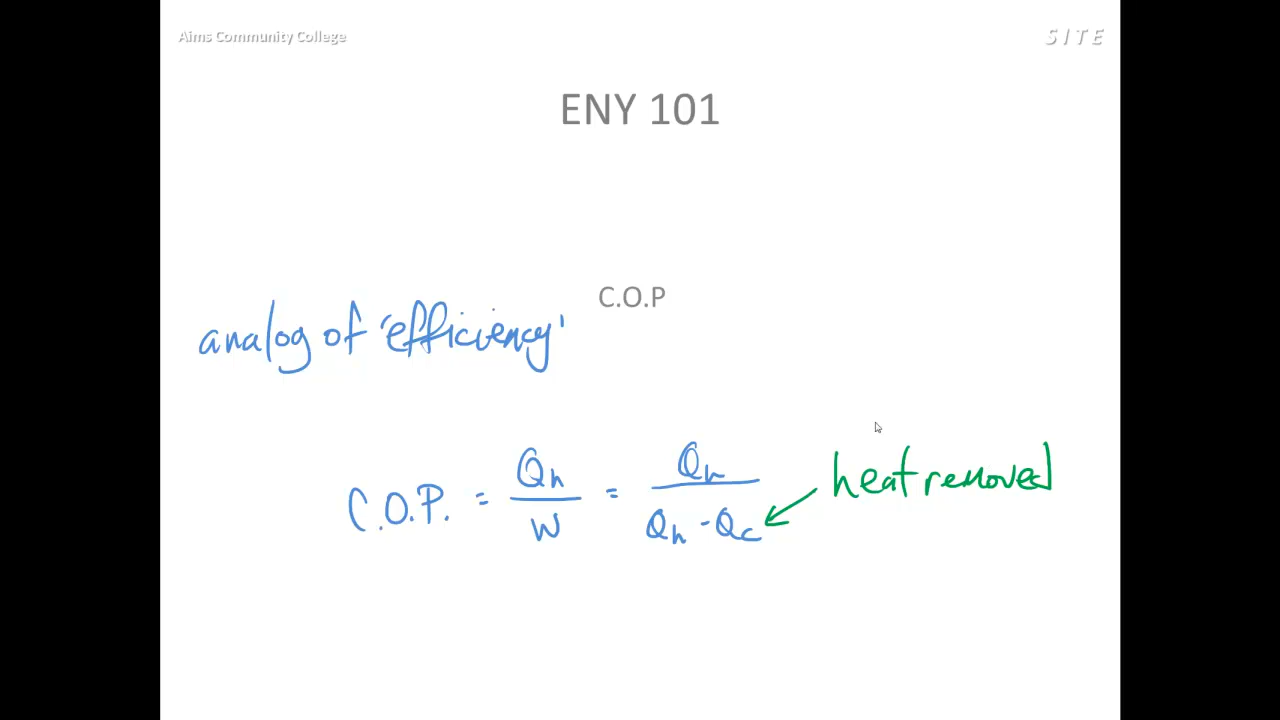 Aims Community College
SITE
ENY 101
C.O.P
analog of 'efficiency'
C.O.P. = Qh / W = Qh / Qh - Qc
heat removed